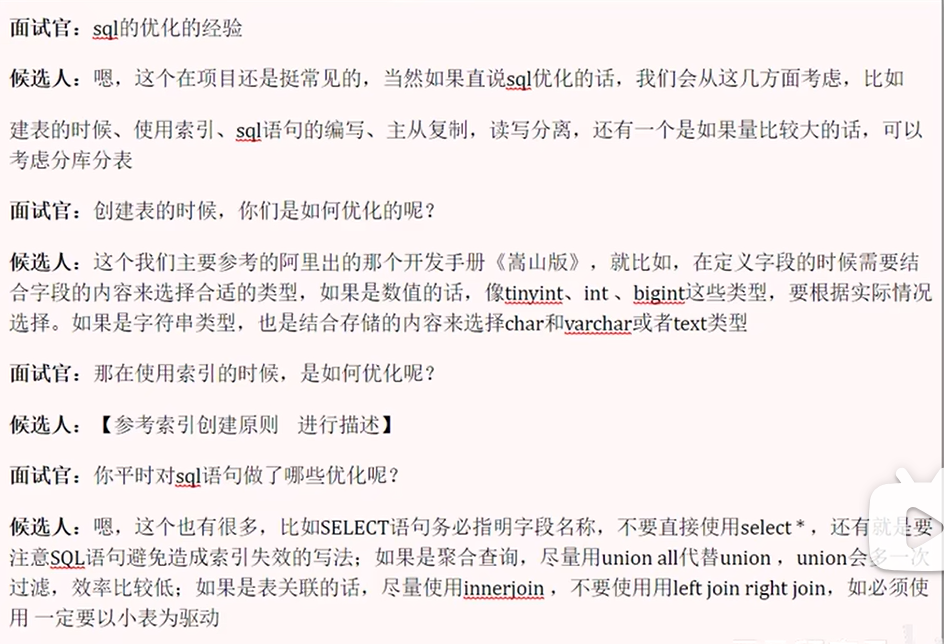 面试官：sql的优化的经验
候选人：嗯，这个在项目还是挺常见的，当然如果直说sql优化的话，我们会从这几方面考虑，比如
建表的时候、使用索引、sql语句的编写、主从复制，读写分离，还有一个是如果量比较大的话，可以
考虑分库分表
面试官：创建表的时候，你们是如何优化的呢？
候选人：这个我们主要参考的阿里出的那个开发手册《嵩山版》，就比如，在定义字段的时候需要结
合字段的内容来选择合适的类型，如果是数值的话，像tinyint、int 、bigint这些类型，要根据实际情况
选择。如果是字符串类型，也是结合存储的内容来选择char和varchar或者text类型
面试官：那在使用索引的时候，是如何优化呢？
候选人：【参考索引创建原则 进行描述】
面试官：你平时对sql语句做了哪些优化呢？
候选人：嗯，这个也有很多，比如SELECT语句务必指明字段名称，不要直接使用select * ，还有就是要
注意SQL语句避免造成索引失效的写法；如果是聚合查询，尽量用union all代替union ，union会多一次
过滤，效率比较低；如果是表关联的话，尽量使用innerjoin ，不要使用用left join right join，如必须使
用 一定要以小表为驱动